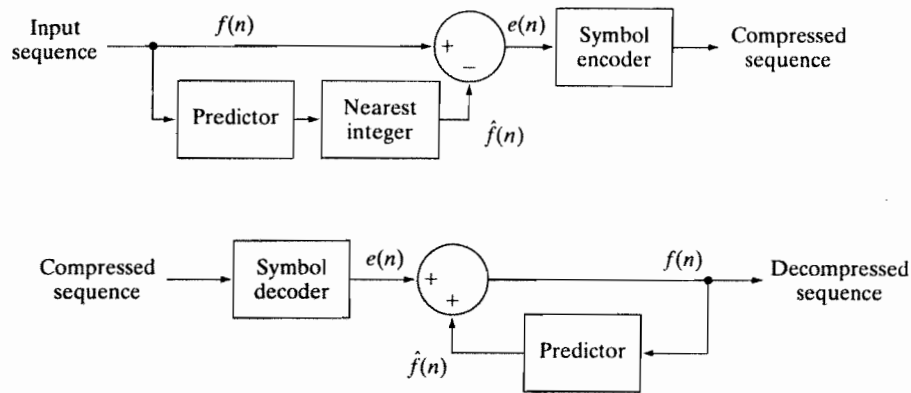 Input
sequence
f(n)
+
−
e(n)
Symbol
encoder
Compressed
sequence
Predictor
Nearest
integer
f̂(n)
Compressed
sequence
Symbol
decoder
e(n)
+
+
f(n)
Decompressed
sequence
f̂(n)
Predictor